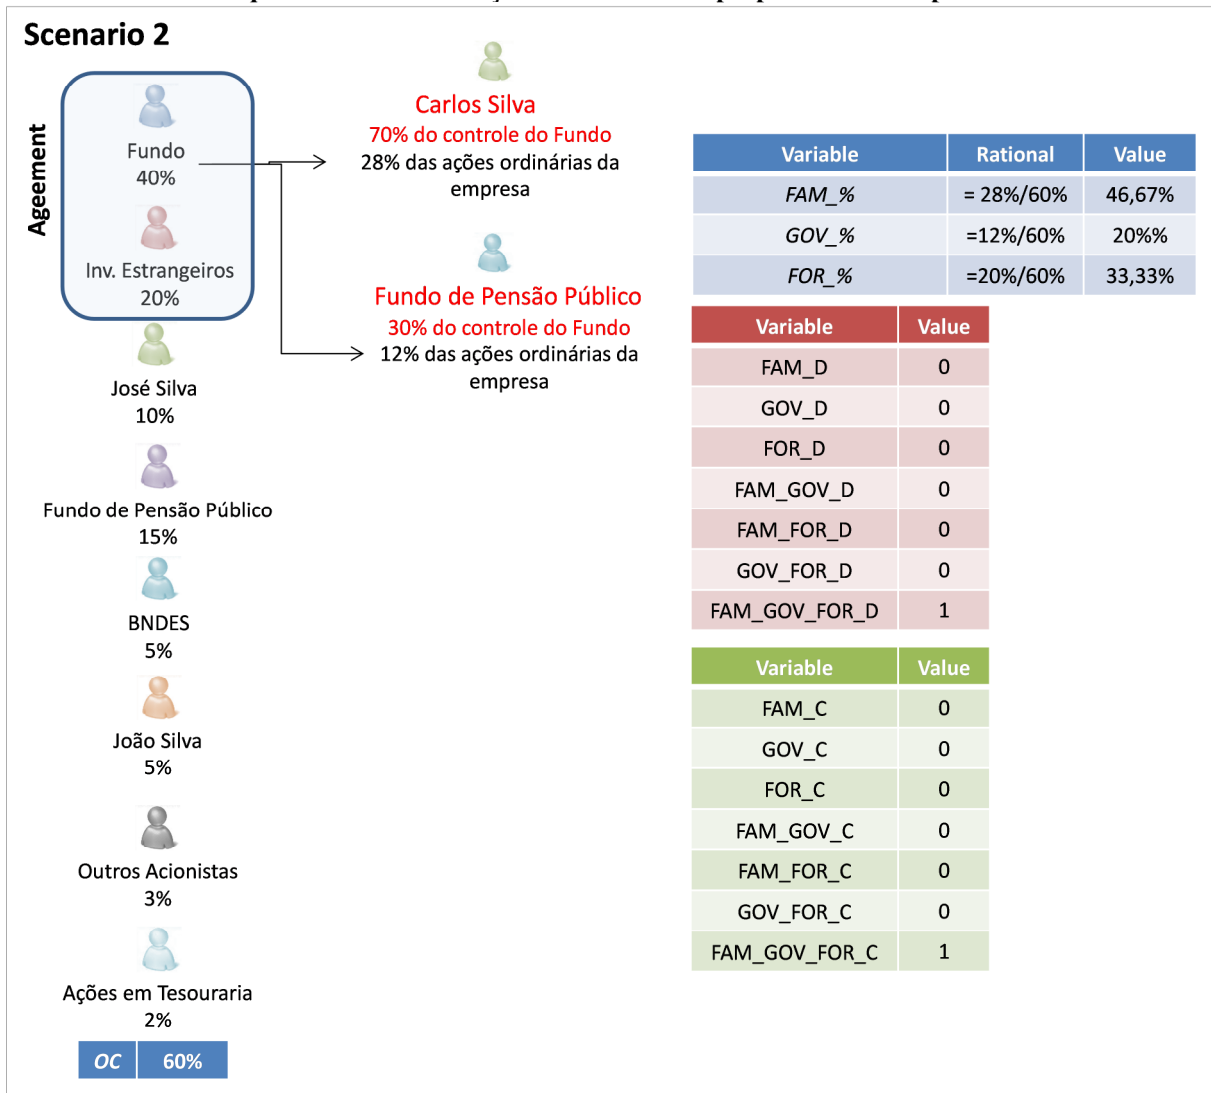 Scenario 2
Ageement
Fundo
40%
Inv. Estrangeiros
20%
José Silva
10%
Fundo de Pensão Público
15%
BNDES
5%
João Silva
5%
Outros Acionistas
3%
Ações em Tesouraria
2%
OC 60%
Carlos Silva
70% do controle do Fundo
28% das ações ordinárias da
empresa
Fundo de Pensão Público
30% do controle do Fundo
12% das ações ordinárias da
empresa
Variable Rational Value
FAM_% = 28%/60% 46,67%
GOV_% =12%/60% 20%%
FOR_% =20%/60% 33,33%
Variable Value
FAM_D 0
GOV_D 0
FOR_D 0
FAM_GOV_D 0
FAM_FOR_D 0
GOV_FOR_D 0
FAM_GOV_FOR_D 1
Variable Value
FAM_C 0
GOV_C 0
FOR_C 0
FAM_GOV_C 0
FAM_FOR_C 0
GOV_FOR_C 0
FAM_GOV_FOR_C 1